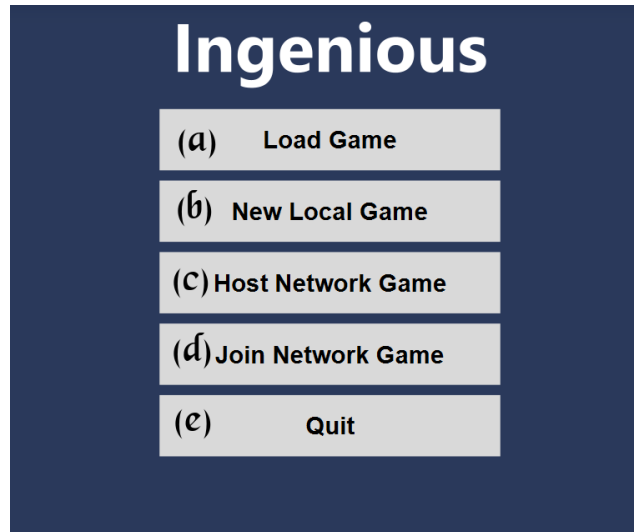 Ingenious
(a) Load Game
(b) New Local Game
(c) Host Network Game
(d) Join Network Game
(e) Quit